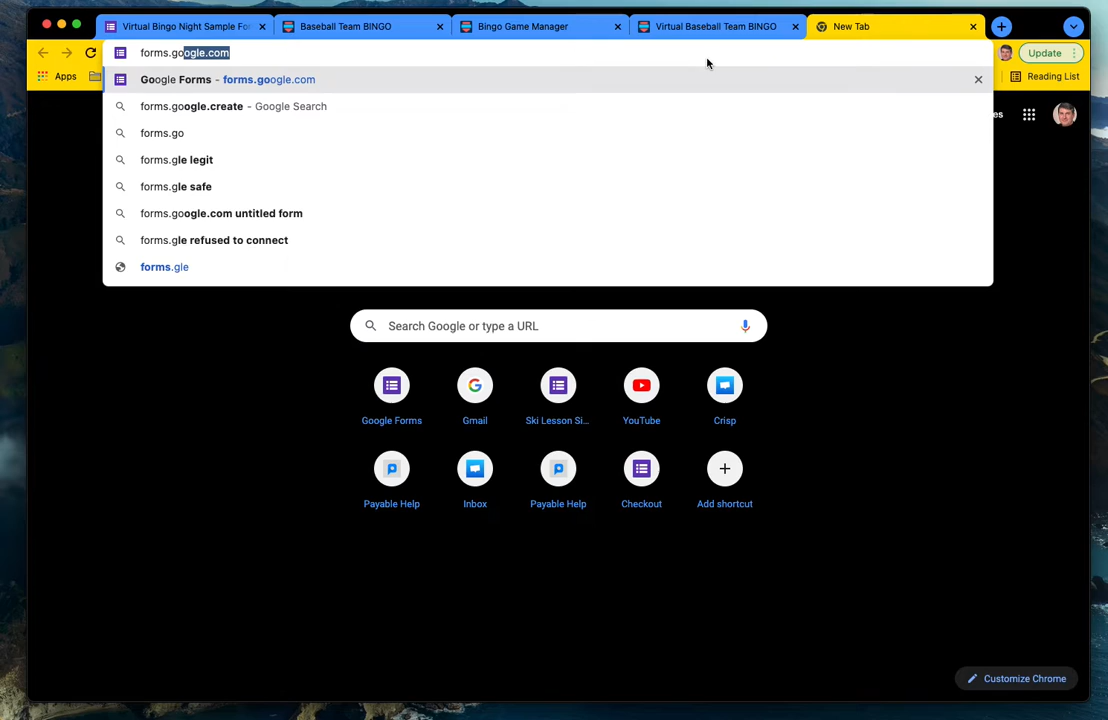 Virtual Bingo Night Sample Fo
Baseball Team BINGO
Bingo Game Manager
Virtual Baseball Team BINGO
New Tab
forms.google.com
Update
Apps
Reading List
Google Forms - forms.google.com
forms.google.create - Google Search
forms.go
forms.gle legit
forms.gle safe
forms.google.com untitled form
forms.gle refused to connect
forms.gle
es
Search Google or type a URL
Google Forms
Gmail
Ski Lesson Si...
YouTube
Crisp
Payable Help
Inbox
Payable Help
Checkout
Add shortcut
Customize Chrome